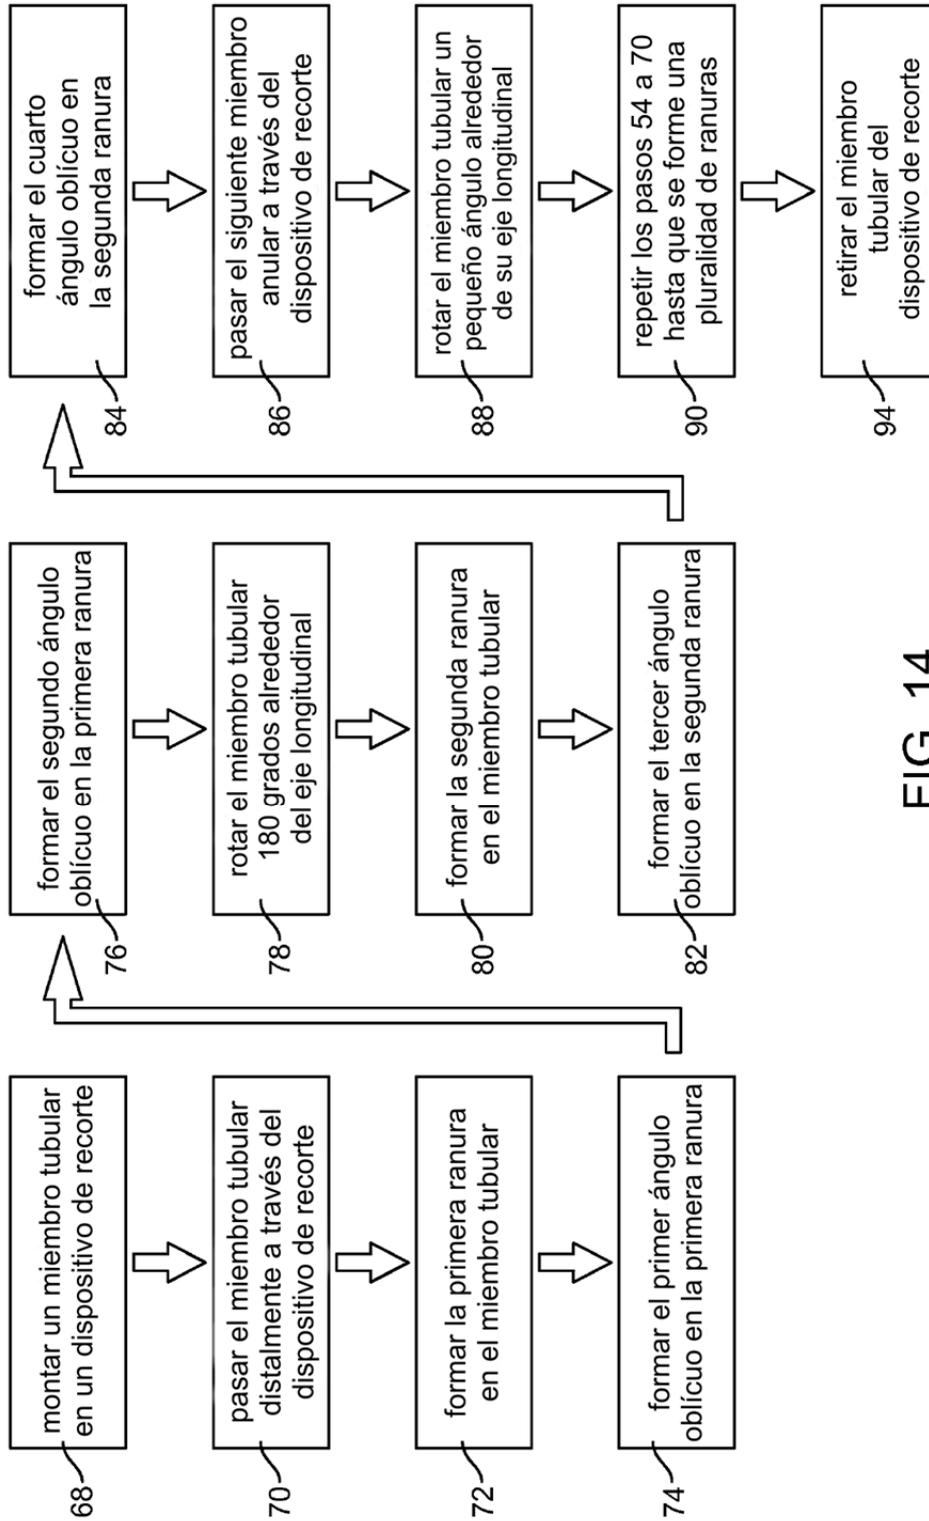 montar un miembro tubular
en un dispositivo de recorte
68
pasar el miembro tubular
distalmente a través del
dispositivo de recorte
70
formar la primera ranura
en el miembro tubular
72
formar el primer ángulo
oblícuo en la primera ranura
74
formar el segundo ángulo
oblícuo en la primera ranura
76
rotar el miembro tubular
180 grados alrededor
del eje longitudinal
78
formar la segunda ranura
en el miembro tubular
80
formar el tercer ángulo
oblícuo en la segunda ranura
82
formar el cuarto
ángulo oblícuo en
la segunda ranura
84
pasar el siguiente miembro
anular a través del
dispositivo de recorte
86
rotar el miembro tubular un
pequeño ángulo alrededor
de su eje longitudinal
88
repetir los pasos 54 a 70
hasta que se forme una
pluralidad de ranuras
90
retirar el miembro
tubular del
dispositivo de recorte
94
FIG. 14